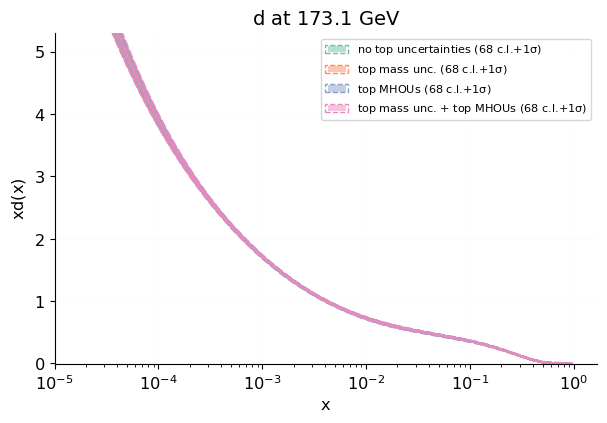 d at 173.1 GeV
no top uncertainties (68 c.l.+1σ)
top mass unc. (68 c.l.+1σ)
top MHOUs (68 c.l.+1σ)
top mass unc. + top MHOUs (68 c.l.+1σ)
xd(x)
5
4
3
2
1
0
10⁻⁵ 10⁻⁴ 10⁻³ 10⁻² 10⁻¹ 10⁰
x